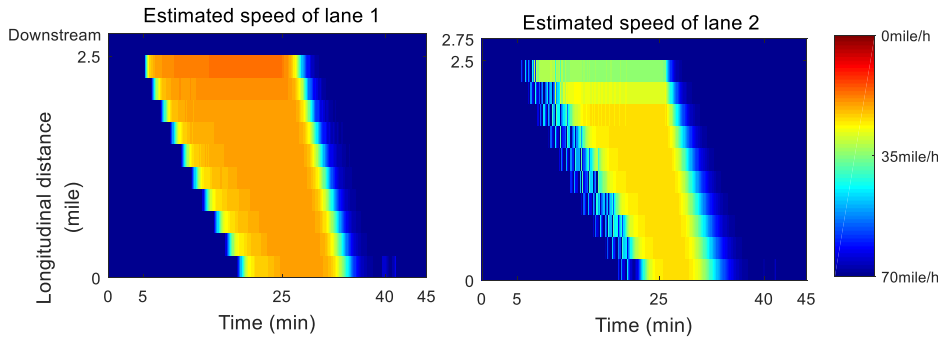 Estimated speed of lane 1
Estimated speed of lane 2
Downstream
2.5
0
Longitudinal distance
(mile)
0 5 25 40 45
Time (min)
2.75
2.5
0
0 5 25 40 45
Time (min)
0mile/h
35mile/h
70mile/h